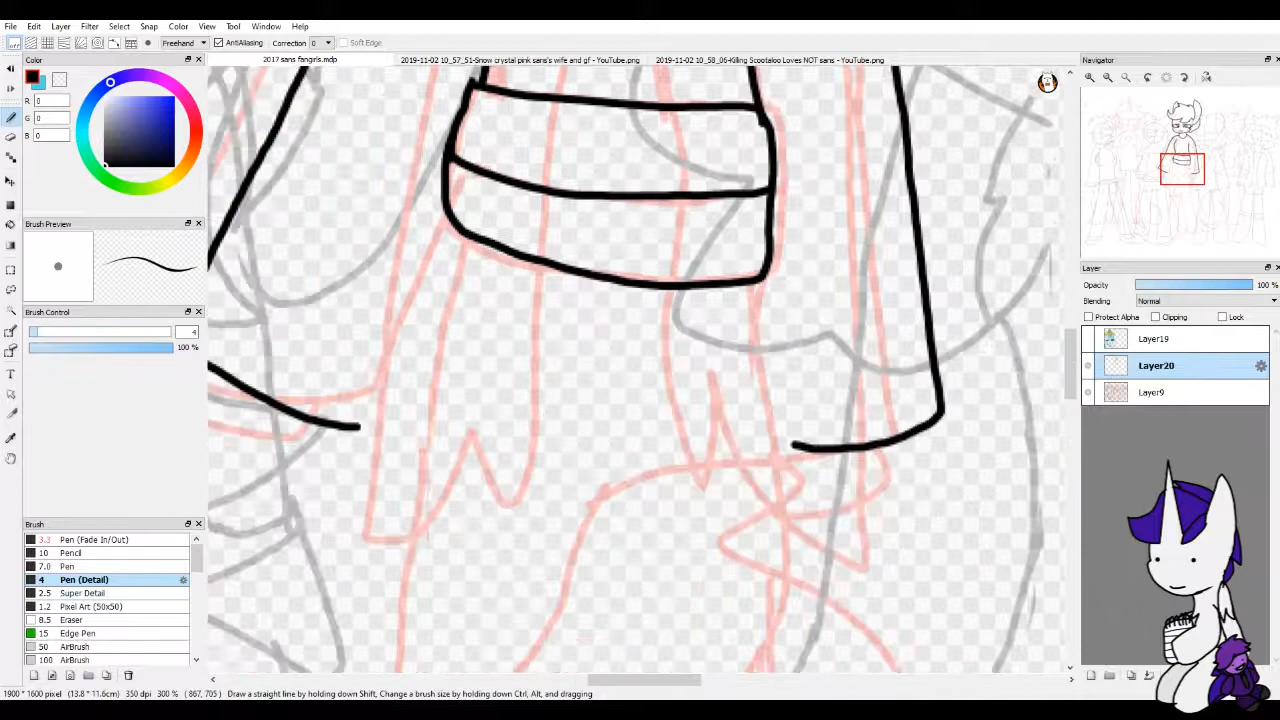 File Edit Layer Filter Select Snap Color View Tool Window Help
off Freehand AntiAliasing Correction 0 Soft Edge
Color
2017 sans fangirls.mdp
2019-11-02 10_57_51-Snow crystal pink sans's wife and gf - YouTube.png
2019-11-02 10_58_06-Killing Scootaloo Loves NOT sans - YouTube.png
Navigator
R 0
G 0
B 0
Brush Preview
Brush Control
4
100 %
Layer
Opacity 100 %
Blending Normal
Protect Alpha Clipping Lock
Layer19
Layer20
Layer9
Brush
3.3 Pen (Fade In/Out)
10 Pencil
7.0 Pen
4 Pen (Detail)
2.5 Super Detail
1.2 Pixel Art (50x50)
8.5 Eraser
15 Edge Pen
50 AirBrush
100 AirBrush
1900 * 1600 pixel (13.8 * 11.6cm) 350 dpi 300 % ( 867, 705 ) Draw a straight line by holding down Shift, Change a brush size by holding down Ctrl, Alt, and dragging